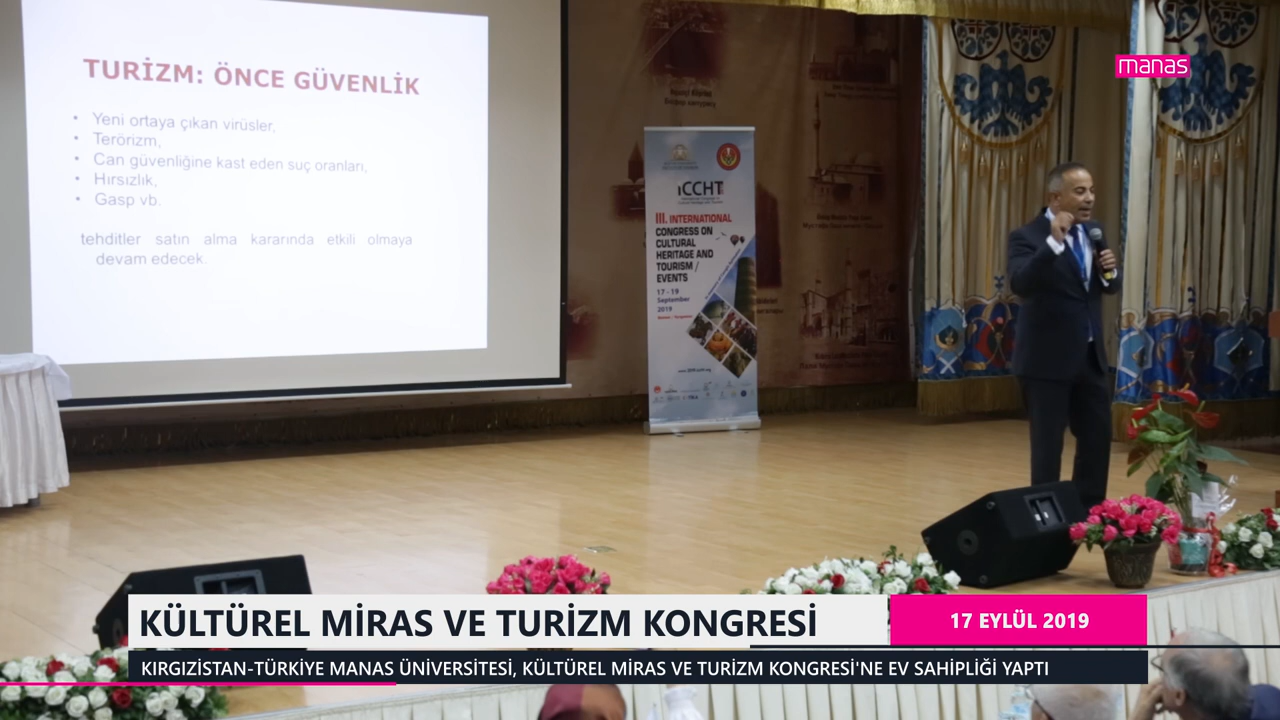 TURİZM: ÖNCE GÜVENLİK
• Yeni ortaya çıkan virüsler,
• Terörizm,
• Can güvenliğine kast eden suç oranları,
• Hırsızlık,
• Gasp vb.
tehditler satın alma kararında etkili olmaya
devam edecek.
manas
iCCHT
III. INTERNATIONAL
CONGRESS ON
CULTURAL
HERITAGE AND
TOURISM /
EVENTS
17 - 19
September
2019
KÜLTÜREL MİRAS VE TURİZM KONGRESİ
17 EYLÜL 2019
KIRGIZİSTAN-TÜRKİYE MANAS ÜNİVERSİTESİ, KÜLTÜREL MİRAS VE TURİZM KONGRESİ'NE EV SAHİPLİĞİ YAPTI